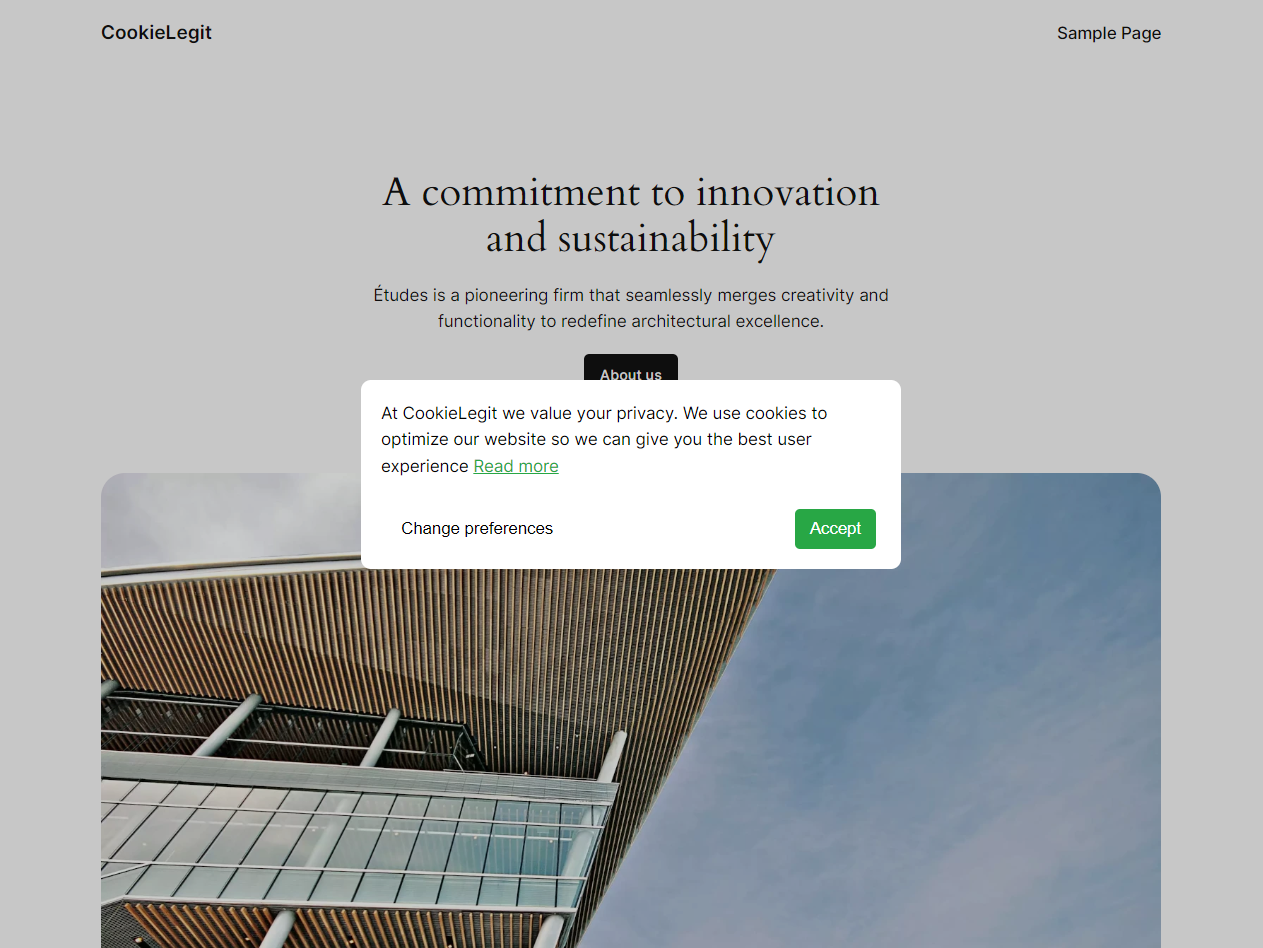 CookieLegit
Sample Page
A commitment to innovation
and sustainability
Études is a pioneering firm that seamlessly merges creativity and
functionality to redefine architectural excellence.
About us
At CookieLegit we value your privacy. We use cookies to
optimize our website so we can give you the best user
experience Read more
Change preferences
Accept